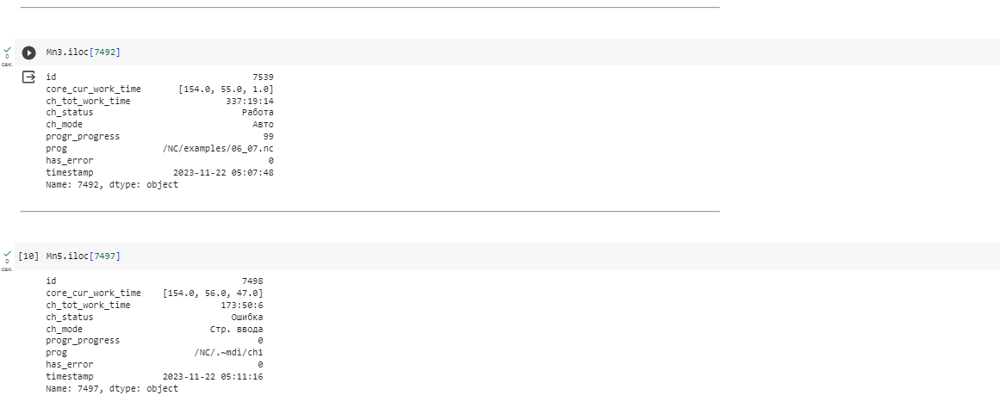 Mn3.iloc[7492]
0
сек.
id 7539
core_cur_work_time [154.0, 55.0, 1.0]
ch_tot_work_time 337:19:14
ch_status Работа
ch_mode Авто
progr_progress 99
prog /NC/examples/06_07.nc
has_error 0
timestamp 2023-11-22 05:07:48
Name: 7492, dtype: object
[10] Mn5.iloc[7497]
0
сек.
id 7498
core_cur_work_time [154.0, 56.0, 47.0]
ch_tot_work_time 173:50:6
ch_status Ошибка
ch_mode Стр. ввода
progr_progress 0
prog /NC/.~mdi/ch1
has_error 0
timestamp 2023-11-22 05:11:16
Name: 7497, dtype: object